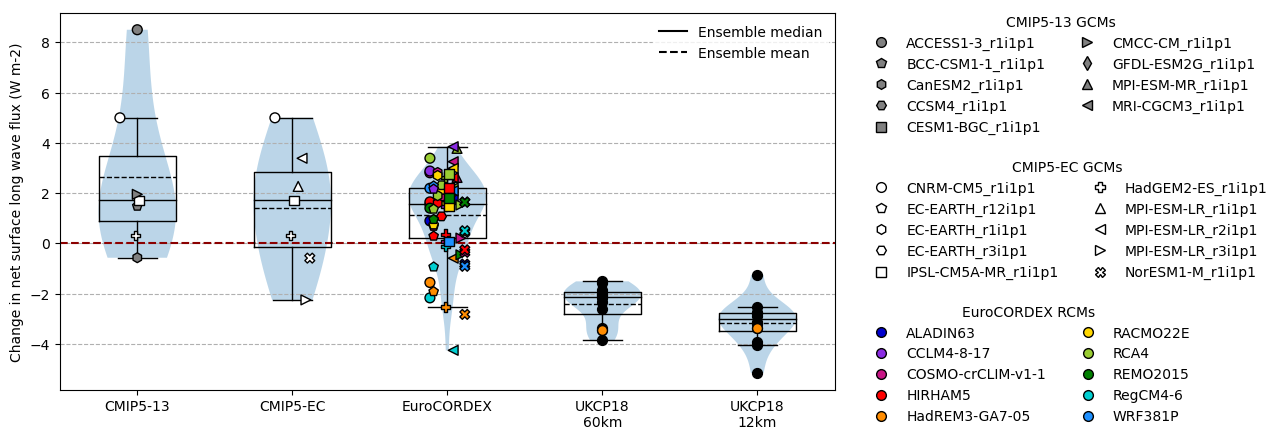 Change in net surface long wave flux (W m-2)
8
6
4
2
0
−2
−4
CMIP5-13
CMIP5-EC
EuroCORDEX
UKCP18
60km
UKCP18
12km
Ensemble median
Ensemble mean
CMIP5-13 GCMs
ACCESS1-3_r1i1p1
BCC-CSM1-1_r1i1p1
CanESM2_r1i1p1
CCSM4_r1i1p1
CESM1-BGC_r1i1p1
CMCC-CM_r1i1p1
GFDL-ESM2G_r1i1p1
MPI-ESM-MR_r1i1p1
MRI-CGCM3_r1i1p1
CMIP5-EC GCMs
CNRM-CM5_r1i1p1
EC-EARTH_r12i1p1
EC-EARTH_r1i1p1
EC-EARTH_r3i1p1
IPSL-CM5A-MR_r1i1p1
HadGEM2-ES_r1i1p1
MPI-ESM-LR_r1i1p1
MPI-ESM-LR_r2i1p1
MPI-ESM-LR_r3i1p1
NorESM1-M_r1i1p1
EuroCORDEX RCMs
ALADIN63
CCLM4-8-17
COSMO-crCLIM-v1-1
HIRHAM5
HadREM3-GA7-05
RACMO22E
RCA4
REMO2015
RegCM4-6
WRF381P